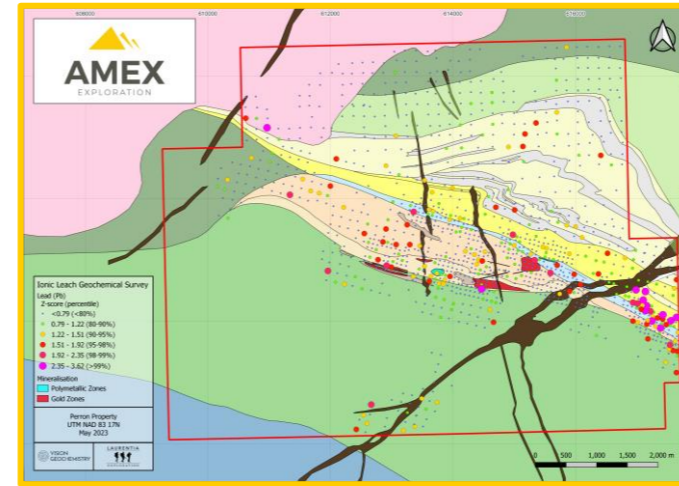 608000
610000
612000
614000
616000
AMEX
EXPLORATION
Ionic Leach Geochemical Survey
Lead (Pb)
Z-score (percentile)
<0.79 (<80%)
0.79 - 1.22 (80-90%)
1.22 - 1.51 (90-95%)
1.51 - 1.92 (95-98%)
1.92 - 2.35 (98-99%)
2.35 - 3.62 (>99%)
Mineralisation
Polymetallic Zones
Gold Zones
Perron Property
UTM NAD 83 17N
May 2023
VISION
GEOCHEMISTRY
LAURENTIA
EXPLORATION
0 500 1,000 1,500 2,000 m